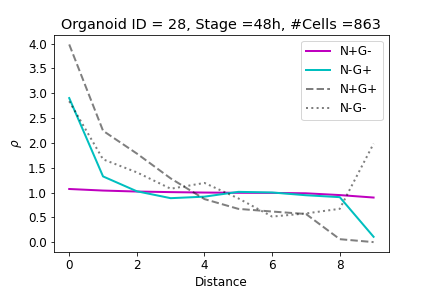 Organoid ID = 28, Stage =48h, #Cells =863
N+G-
N-G+
N+G+
N-G-
4.0
3.5
3.0
2.5
2.0
1.5
1.0
0.5
0.0
ρ
0 2 4 6 8
Distance